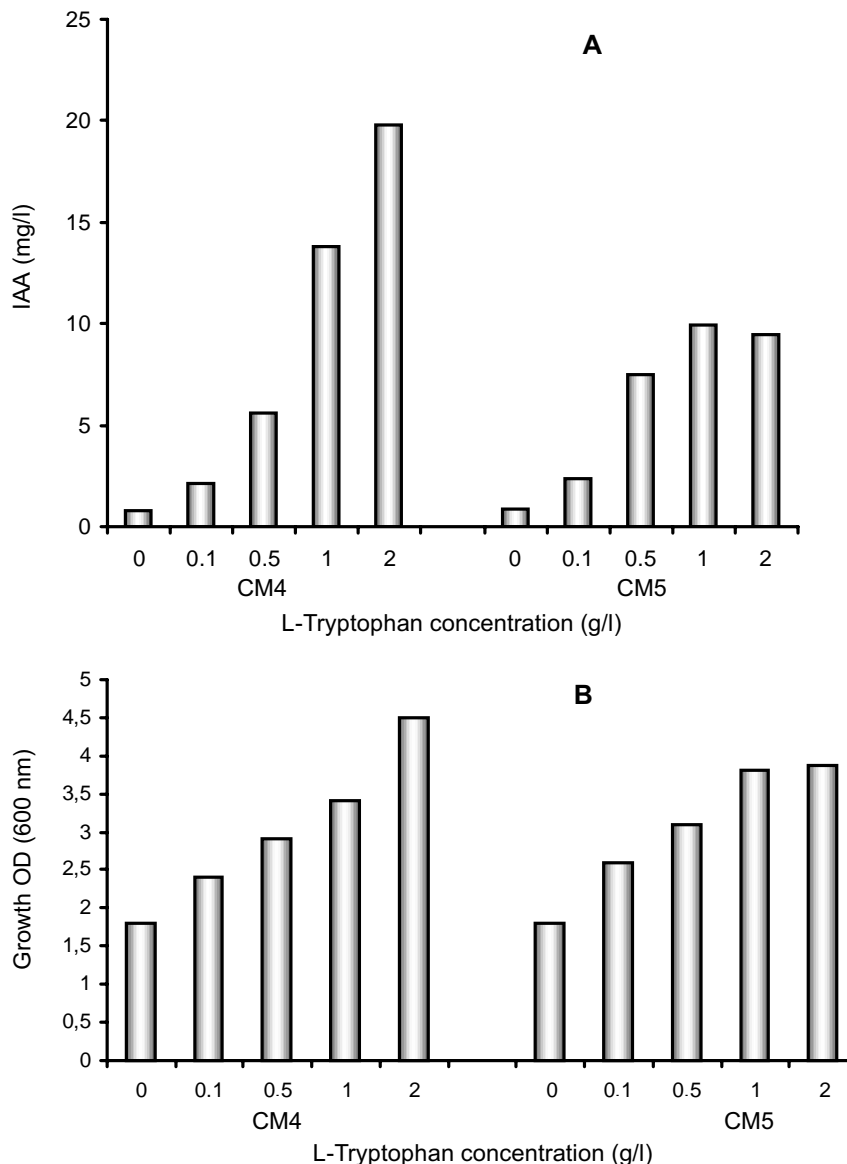 A
25
20
15
10
5
0
IAA (mg/l)
0 0.1 0.5 1 2 0 0.1 0.5 1 2
CM4 CM5
L-Tryptophan concentration (g/l)
B
5
4,5
4
3,5
3
2,5
2
1,5
1
0,5
0
Growth OD (600 nm)
0 0.1 0.5 1 2 0 0.1 0.5 1 2
CM4 CM5
L-Tryptophan concentration (g/l)